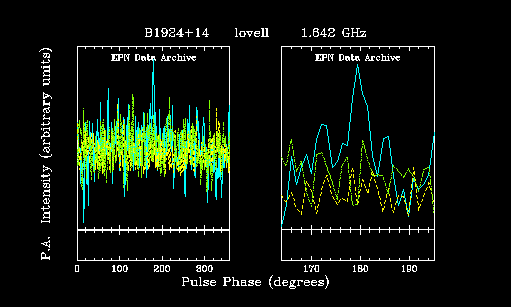 B1924+14 lovell 1.642 GHz
EPN Data Archive EPN Data Archive
P.A. Intensity (arbitrary units)
0 100 200 300 170 180 190
Pulse Phase (degrees)